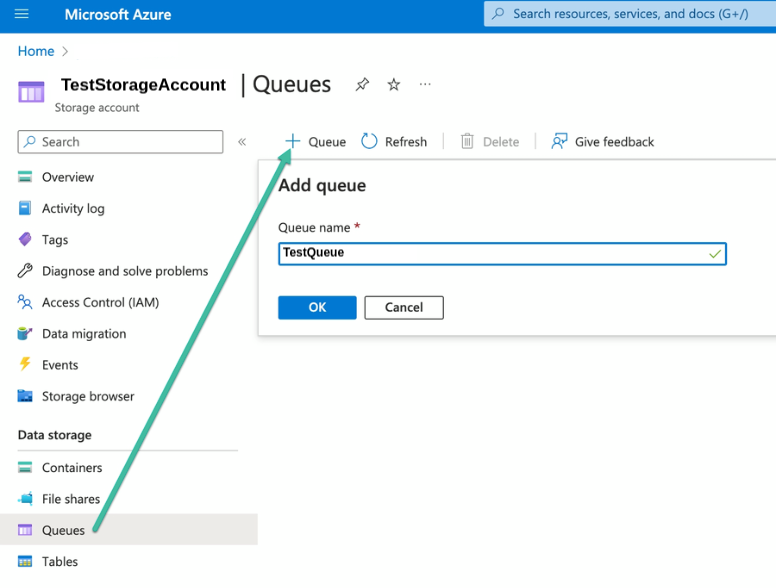 Microsoft Azure
Search resources, services, and docs (G+/)
Home
TestStorageAccount | Queues
Storage account
Search
Queue
Refresh
Delete
Give feedback
Overview
Activity log
Tags
Diagnose and solve problems
Access Control (IAM)
Data migration
Events
Storage browser
Data storage
Containers
File shares
Queues
Tables
Add queue
Queue name *
TestQueue
OK
Cancel